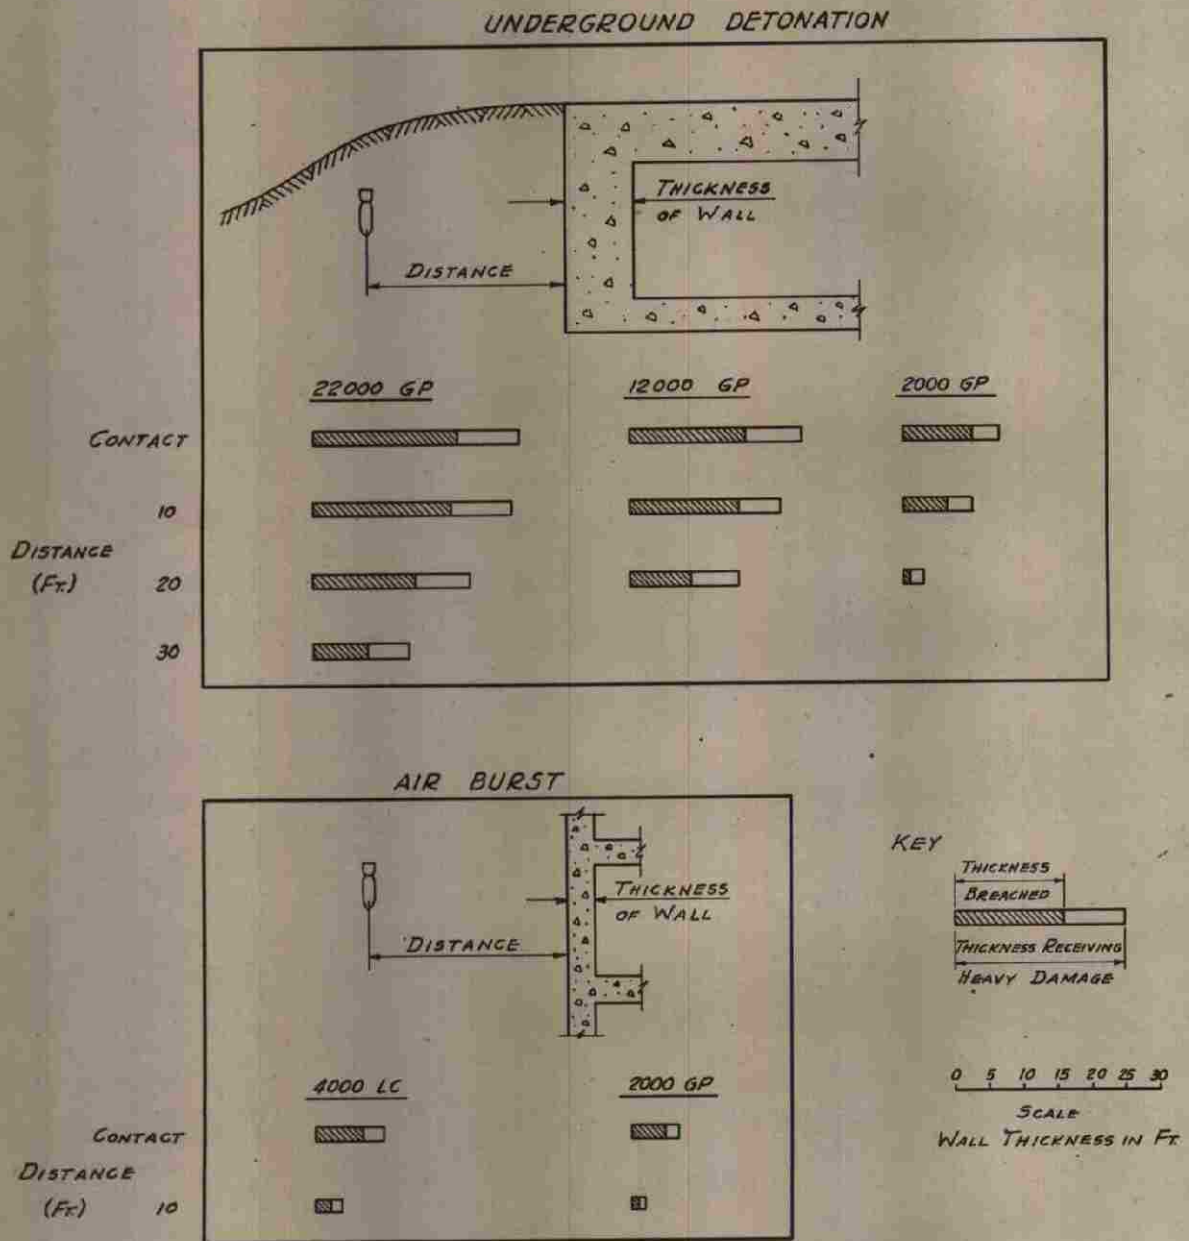 UNDERGROUND DETONATION
THICKNESS
OF WALL
DISTANCE
22000 GP 12000 GP 2000 GP
CONTACT
10
DISTANCE
(FT.) 20
30
AIR BURST
KEY
THICKNESS
BREACHED
THICKNESS RECEIVING
HEAVY DAMAGE
THICKNESS
OF WALL
DISTANCE
4000 LC 2000 GP
0 5 10 15 20 25 30
SCALE
WALL THICKNESS IN FT.
CONTACT
DISTANCE
(FT.) 10